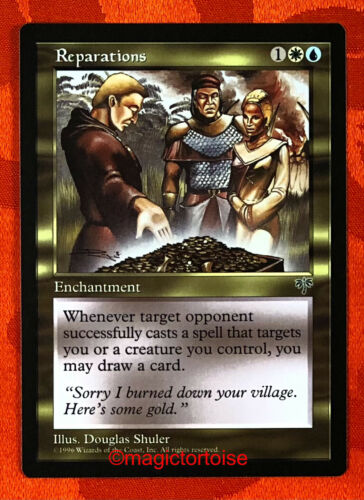 Reparations 1
Enchantment
Whenever target opponent
successfully casts a spell that targets
you or a creature you control, you
may draw a card.
“Sorry I burned down your village.
Here's some gold.”
Illus. Douglas Shuler
©1996 Wizards of the Coast, Inc. All rights reserved.
©magictortoise